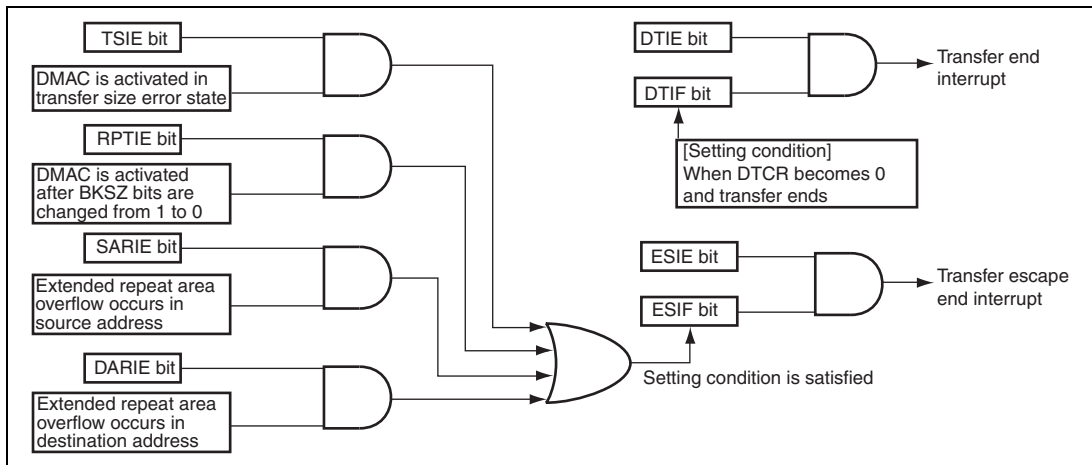 TSIE bit
DMAC is activated in
transfer size error state
RPTIE bit
DMAC is activated
after BKSZ bits are
changed from 1 to 0
SARIE bit
Extended repeat area
overflow occurs in
source address
DARIE bit
Extended repeat area
overflow occurs in
destination address
DTIE bit
DTIF bit
Transfer end
interrupt
[Setting condition]
When DTCR becomes 0
and transfer ends
ESIE bit
ESIF bit
Transfer escape
end interrupt
Setting condition is satisfied